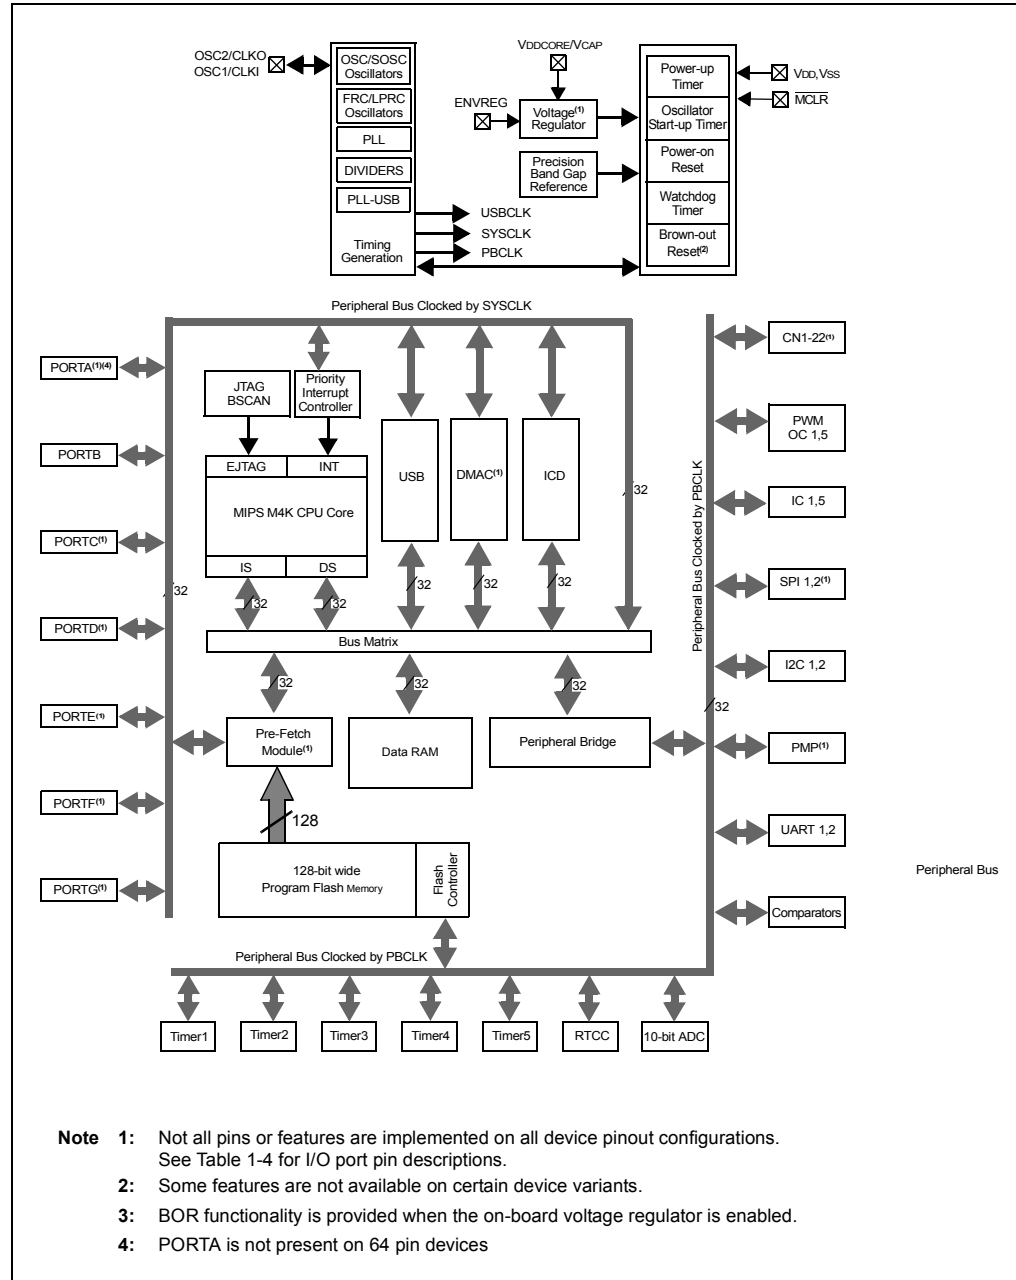 OSC2/CLKO
OSC1/CLKI
OSC/SOSC
Oscillators
FRC/LPRC
Oscillators
PLL
DIVIDERS
PLL-USB
Timing
Generation
USBCLK
SYSCLK
PBCLK
VDDCORE/VCAP
ENVREG
Voltage(1)
Regulator
Precision
Band Gap
Reference
Power-up
Timer
Oscillator
Start-up Timer
Power-on
Reset
Watchdog
Timer
Brown-out
Reset(2)
VDD,VSS
MCLR
Peripheral Bus Clocked by SYSCLK
PORTA(1)(4)
PORTB
PORTC(1)
PORTD(1)
PORTE(1)
PORTF(1)
PORTG(1)
32
JTAG
BSCAN
Priority
Interrupt
Controller
EJTAG
INT
MIPS M4K CPU Core
IS
DS
USB
DMAC(1)
ICD
32
32
32
32
32
32
Bus Matrix
32
32
32
Pre-Fetch
Module(1)
Data RAM
Peripheral Bridge
128
128-bit wide
Program Flash Memory
Flash
Controller
Peripheral Bus Clocked by PBCLK
32
CN1-22(1)
PWM
OC 1,5
IC 1,5
SPI 1,2(1)
I2C 1,2
PMP(1)
UART 1,2
Comparators
Peripheral Bus
Peripheral Bus Clocked by PBCLK
Timer1
Timer2
Timer3
Timer4
Timer5
RTCC
10-bit ADC
Note 1: Not all pins or features are implemented on all device pinout configurations.
See Table 1-4 for I/O port pin descriptions.
2: Some features are not available on certain device variants.
3: BOR functionality is provided when the on-board voltage regulator is enabled.
4: PORTA is not present on 64 pin devices